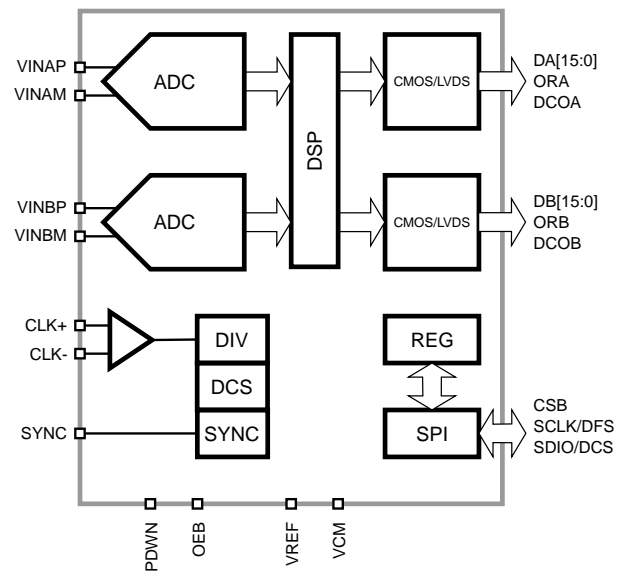 VINAP
VINAM
ADC
DSP
CMOS/LVDS
DA[15:0]
ORA
DCOA
VINBP
VINBM
ADC
CMOS/LVDS
DB[15:0]
ORB
DCOB
CLK+
CLK-
DIV
DCS
SYNC
SYNC
REG
SPI
CSB
SCLK/DFS
SDIO/DCS
PDWN
OEB
VREF
VCM